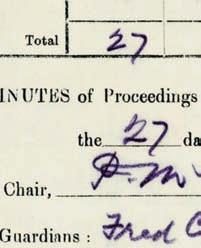 Total 27
INUTES of Proceedings
the 27 da
Chair,
Guardians : Fred C